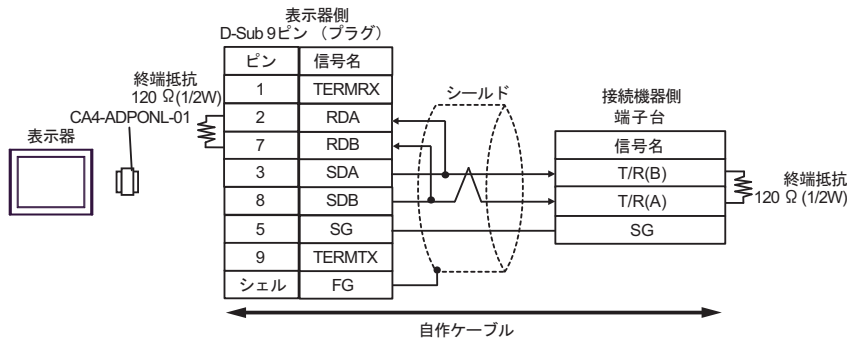 表示器側
D-Sub 9ピン （プラグ）
ピン 信号名
1 TERMRX
2 RDA
7 RDB
3 SDA
8 SDB
5 SG
9 TERMTX
シェル FG
終端抵抗
120 Ω(1/2W)
CA4-ADPONL-01
表示器
シールド
接続機器側
端子台
信号名
T/R(B)
T/R(A)
SG
終端抵抗
120 Ω (1/2W)
自作ケーブル